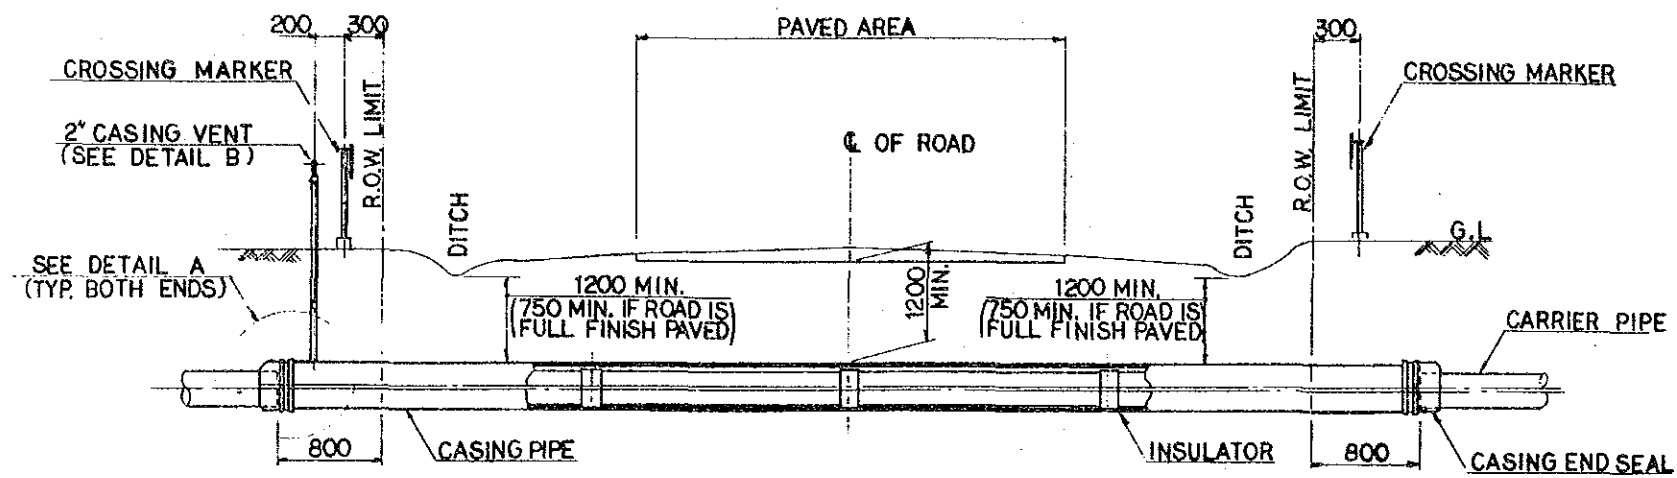 200
300
PAVED AREA
300
CROSSING MARKER
CROSSING MARKER
2" CASING VENT
(SEE DETAIL B)
R.O.W. LIMIT
℄ OF ROAD
R.O.W. LIMIT
DITCH
DITCH
G.L
SEE DETAIL A
(TYP. BOTH ENDS)
1200 MIN.
(750 MIN. IF ROAD IS
FULL FINISH PAVED)
1200
MIN.
1200 MIN.
(750 MIN. IF ROAD IS
FULL FINISH PAVED)
CARRIER PIPE
800
CASING PIPE
INSULATOR
800
CASING END SEAL